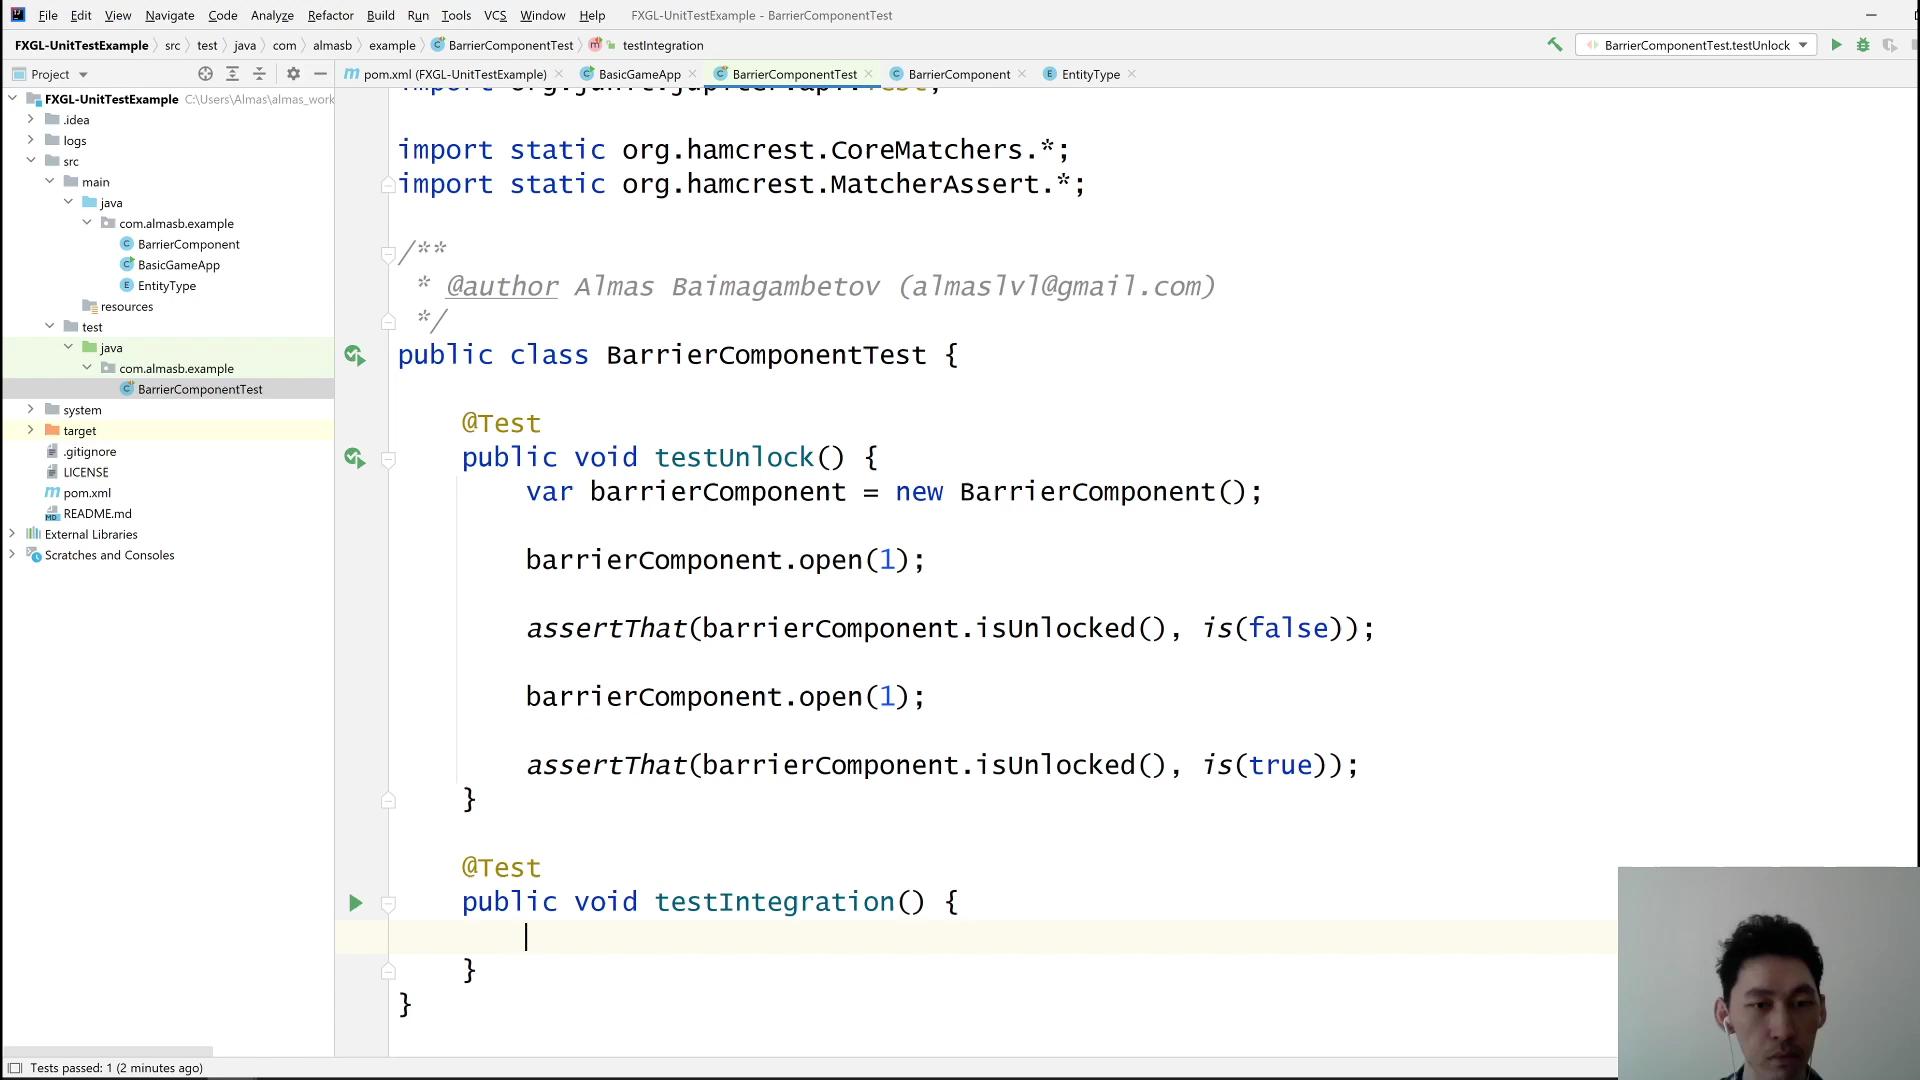 File Edit View Navigate Code Analyze Refactor Build Run Tools VCS Window Help FXGL-UnitTestExample - BarrierComponentTest
FXGL-UnitTestExample src test java com almasb example BarrierComponentTest testIntegration BarrierComponentTest.testUnlock
Project pom.xml (FXGL-UnitTestExample) BasicGameApp BarrierComponentTest BarrierComponent EntityType
FXGL-UnitTestExample C:\Users\Almas\almas_work
.idea
logs
src
main
java
com.almasb.example
BarrierComponent
BasicGameApp
EntityType
resources
test
java
com.almasb.example
BarrierComponentTest
system
target
.gitignore
LICENSE
pom.xml
README.md
External Libraries
Scratches and Consoles
import org.junit.jupiter.api.Test;
import static org.hamcrest.CoreMatchers.*;
import static org.hamcrest.MatcherAssert.*;
/**
* @author Almas Baimagambetov (almaslvl@gmail.com)
*/
public class BarrierComponentTest {
@Test
public void testUnlock() {
var barrierComponent = new BarrierComponent();
barrierComponent.open(1);
assertThat(barrierComponent.isUnlocked(), is(false));
barrierComponent.open(1);
assertThat(barrierComponent.isUnlocked(), is(true));
}
@Test
public void testIntegration() {
}
}
Tests passed: 1 (2 minutes ago)